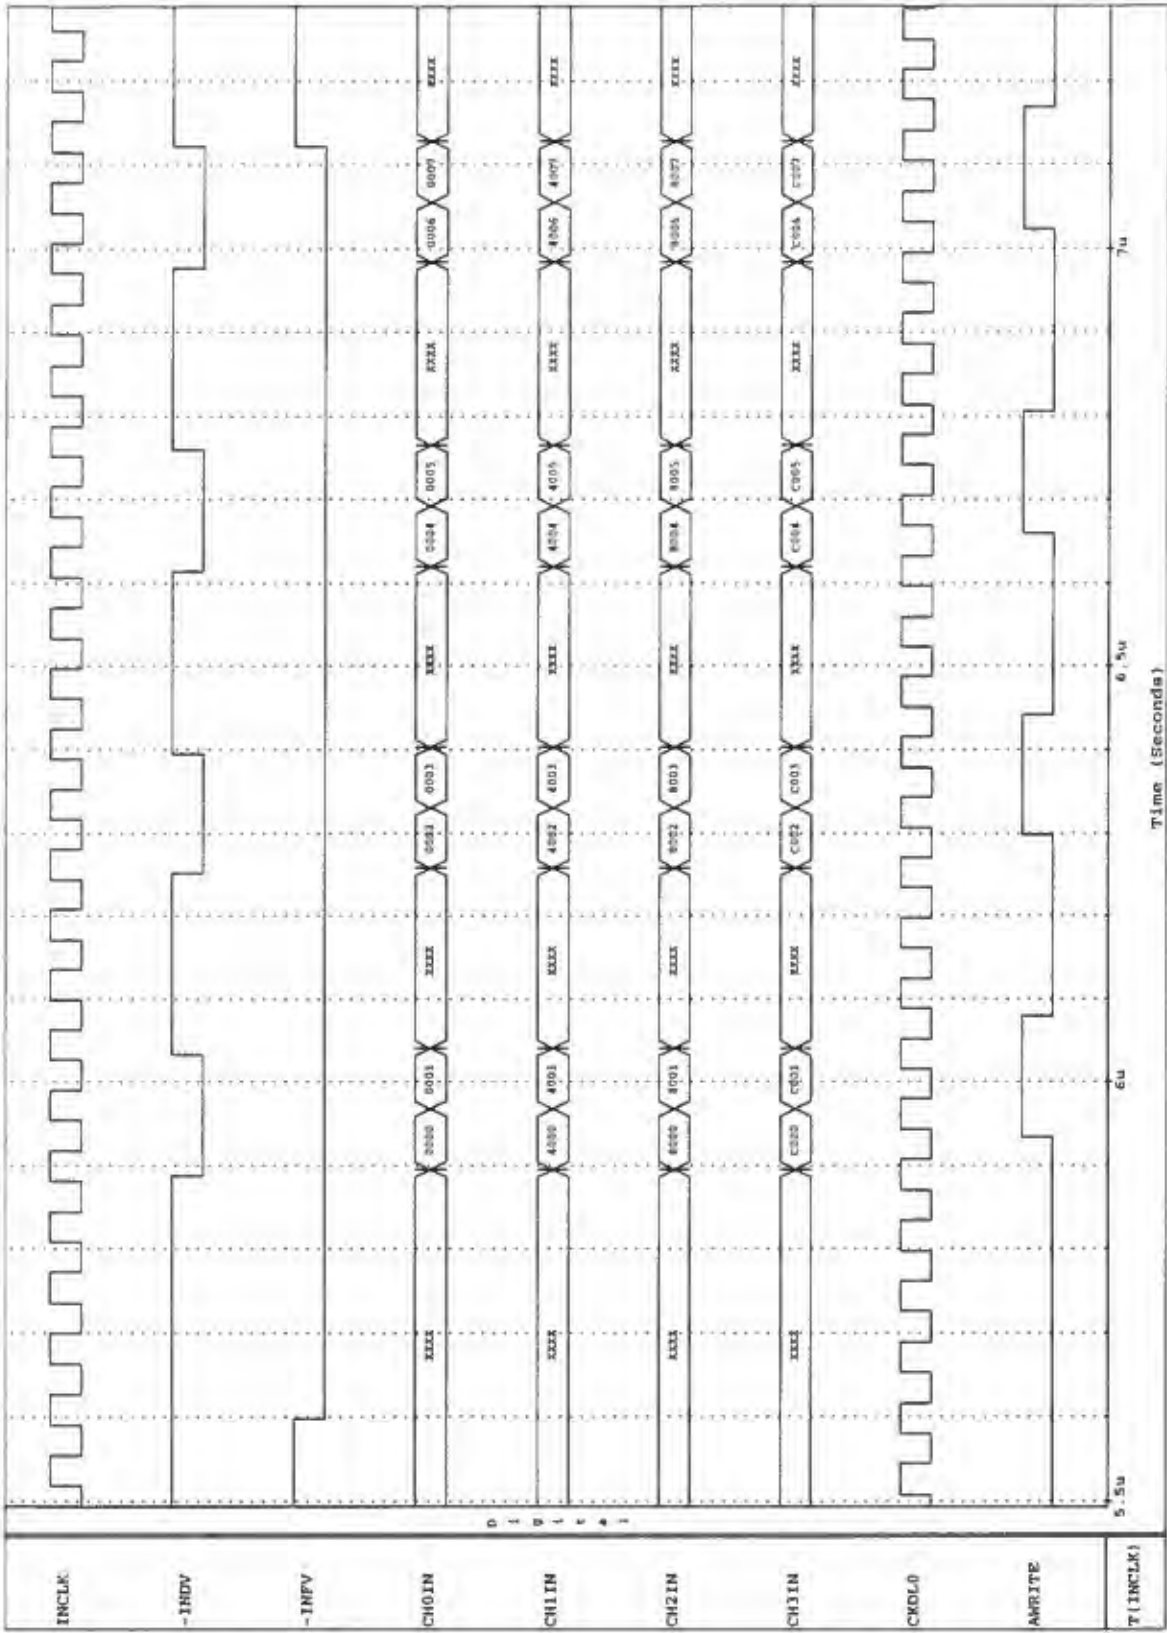 INCLK
-INDV
-INFV
Digital
CH0IN XXXX 0000 0001 XXXX 0002 0003 XXXX 0004 0005 XXXX 0006 0007 XXXX
CH1IN XXXX 4000 4001 XXXX 4002 4003 XXXX 4004 4005 XXXX 4006 4007 XXXX
CH2IN XXXX 8000 8001 XXXX 8002 8003 XXXX 8004 8005 XXXX 8006 8007 XXXX
CH3IN XXXX C000 C001 XXXX C002 C003 XXXX C004 C005 XXXX C006 C007 XXXX
CKDL0
AWRITE
T(INCLK) 5.5u 6u 6.5u 7u
Time (Seconds)